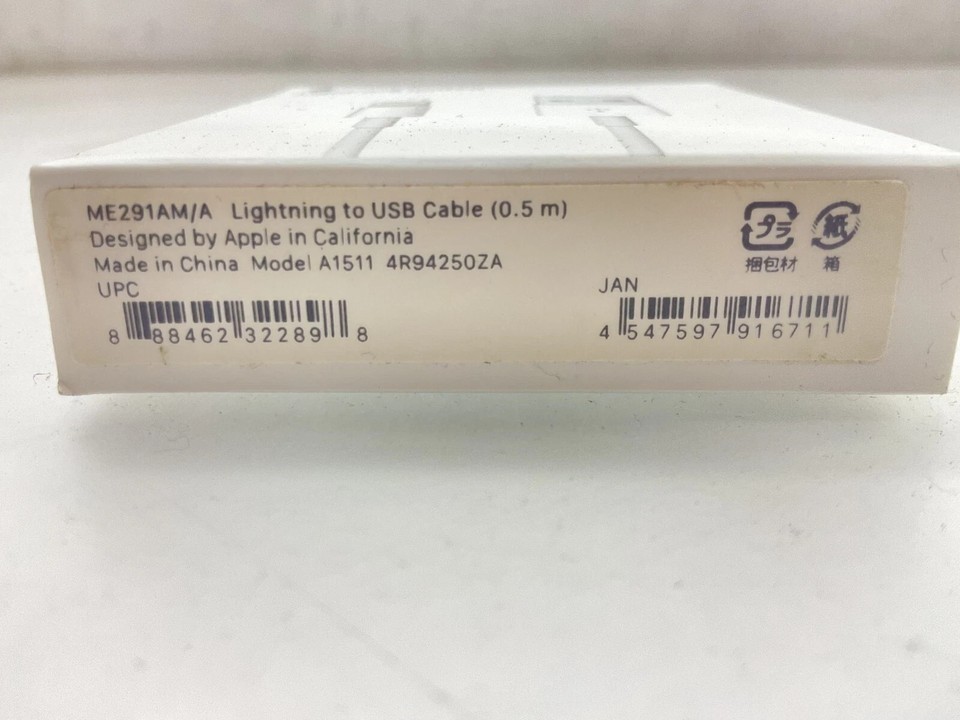 ME291AM/A Lightning to USB Cable (0.5 m)
Designed by Apple in California
Made in China Model A1511 4R94250ZA
プラ 紙
捆包材 箱
UPC
8 88462 32289 8
JAN
4 547597 916711